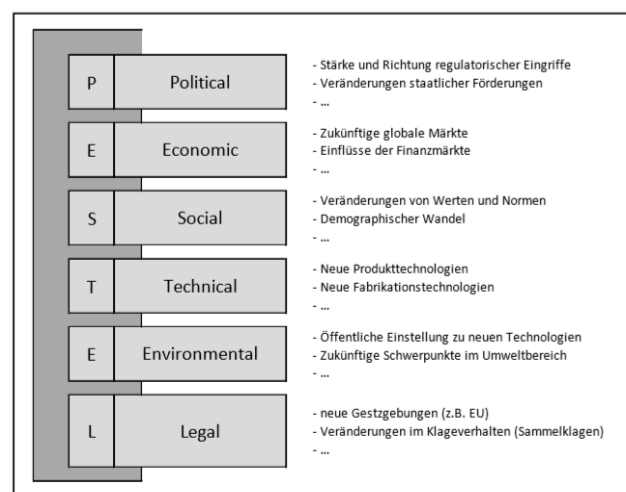 P Political
- Stärke und Richtung regulatorischer Eingriffe
- Veränderungen staatlicher Förderungen
- ...
E Economic
- Zukünftige globale Märkte
- Einflüsse der Finanzmärkte
- ...
S Social
- Veränderungen von Werten und Normen
- Demographischer Wandel
- ...
T Technical
- Neue Produkttechnologien
- Neue Fabrikationstechnologien
- ...
E Environmental
- Öffentliche Einstellung zu neuen Technologien
- Zukünftige Schwerpunkte im Umweltbereich
- ...
L Legal
- neue Gestzgebungen (z.B. EU)
- Veränderungen im Klageverhalten (Sammelklagen)
- ...